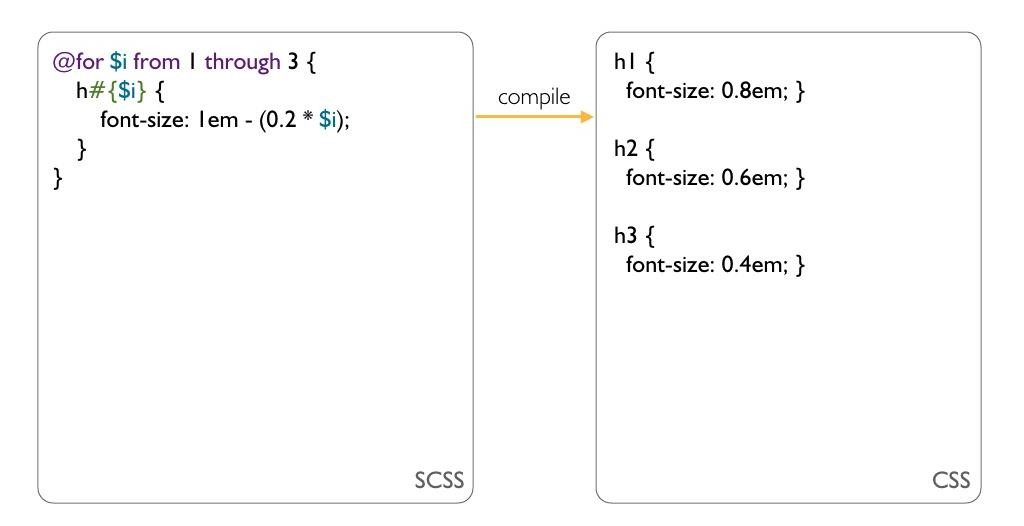 @for $i from 1 through 3 {
h#{$i} {
font-size: 1em - (0.2 * $i);
}
}
SCSS
compile
h1 {
font-size: 0.8em; }
h2 {
font-size: 0.6em; }
h3 {
font-size: 0.4em; }
CSS